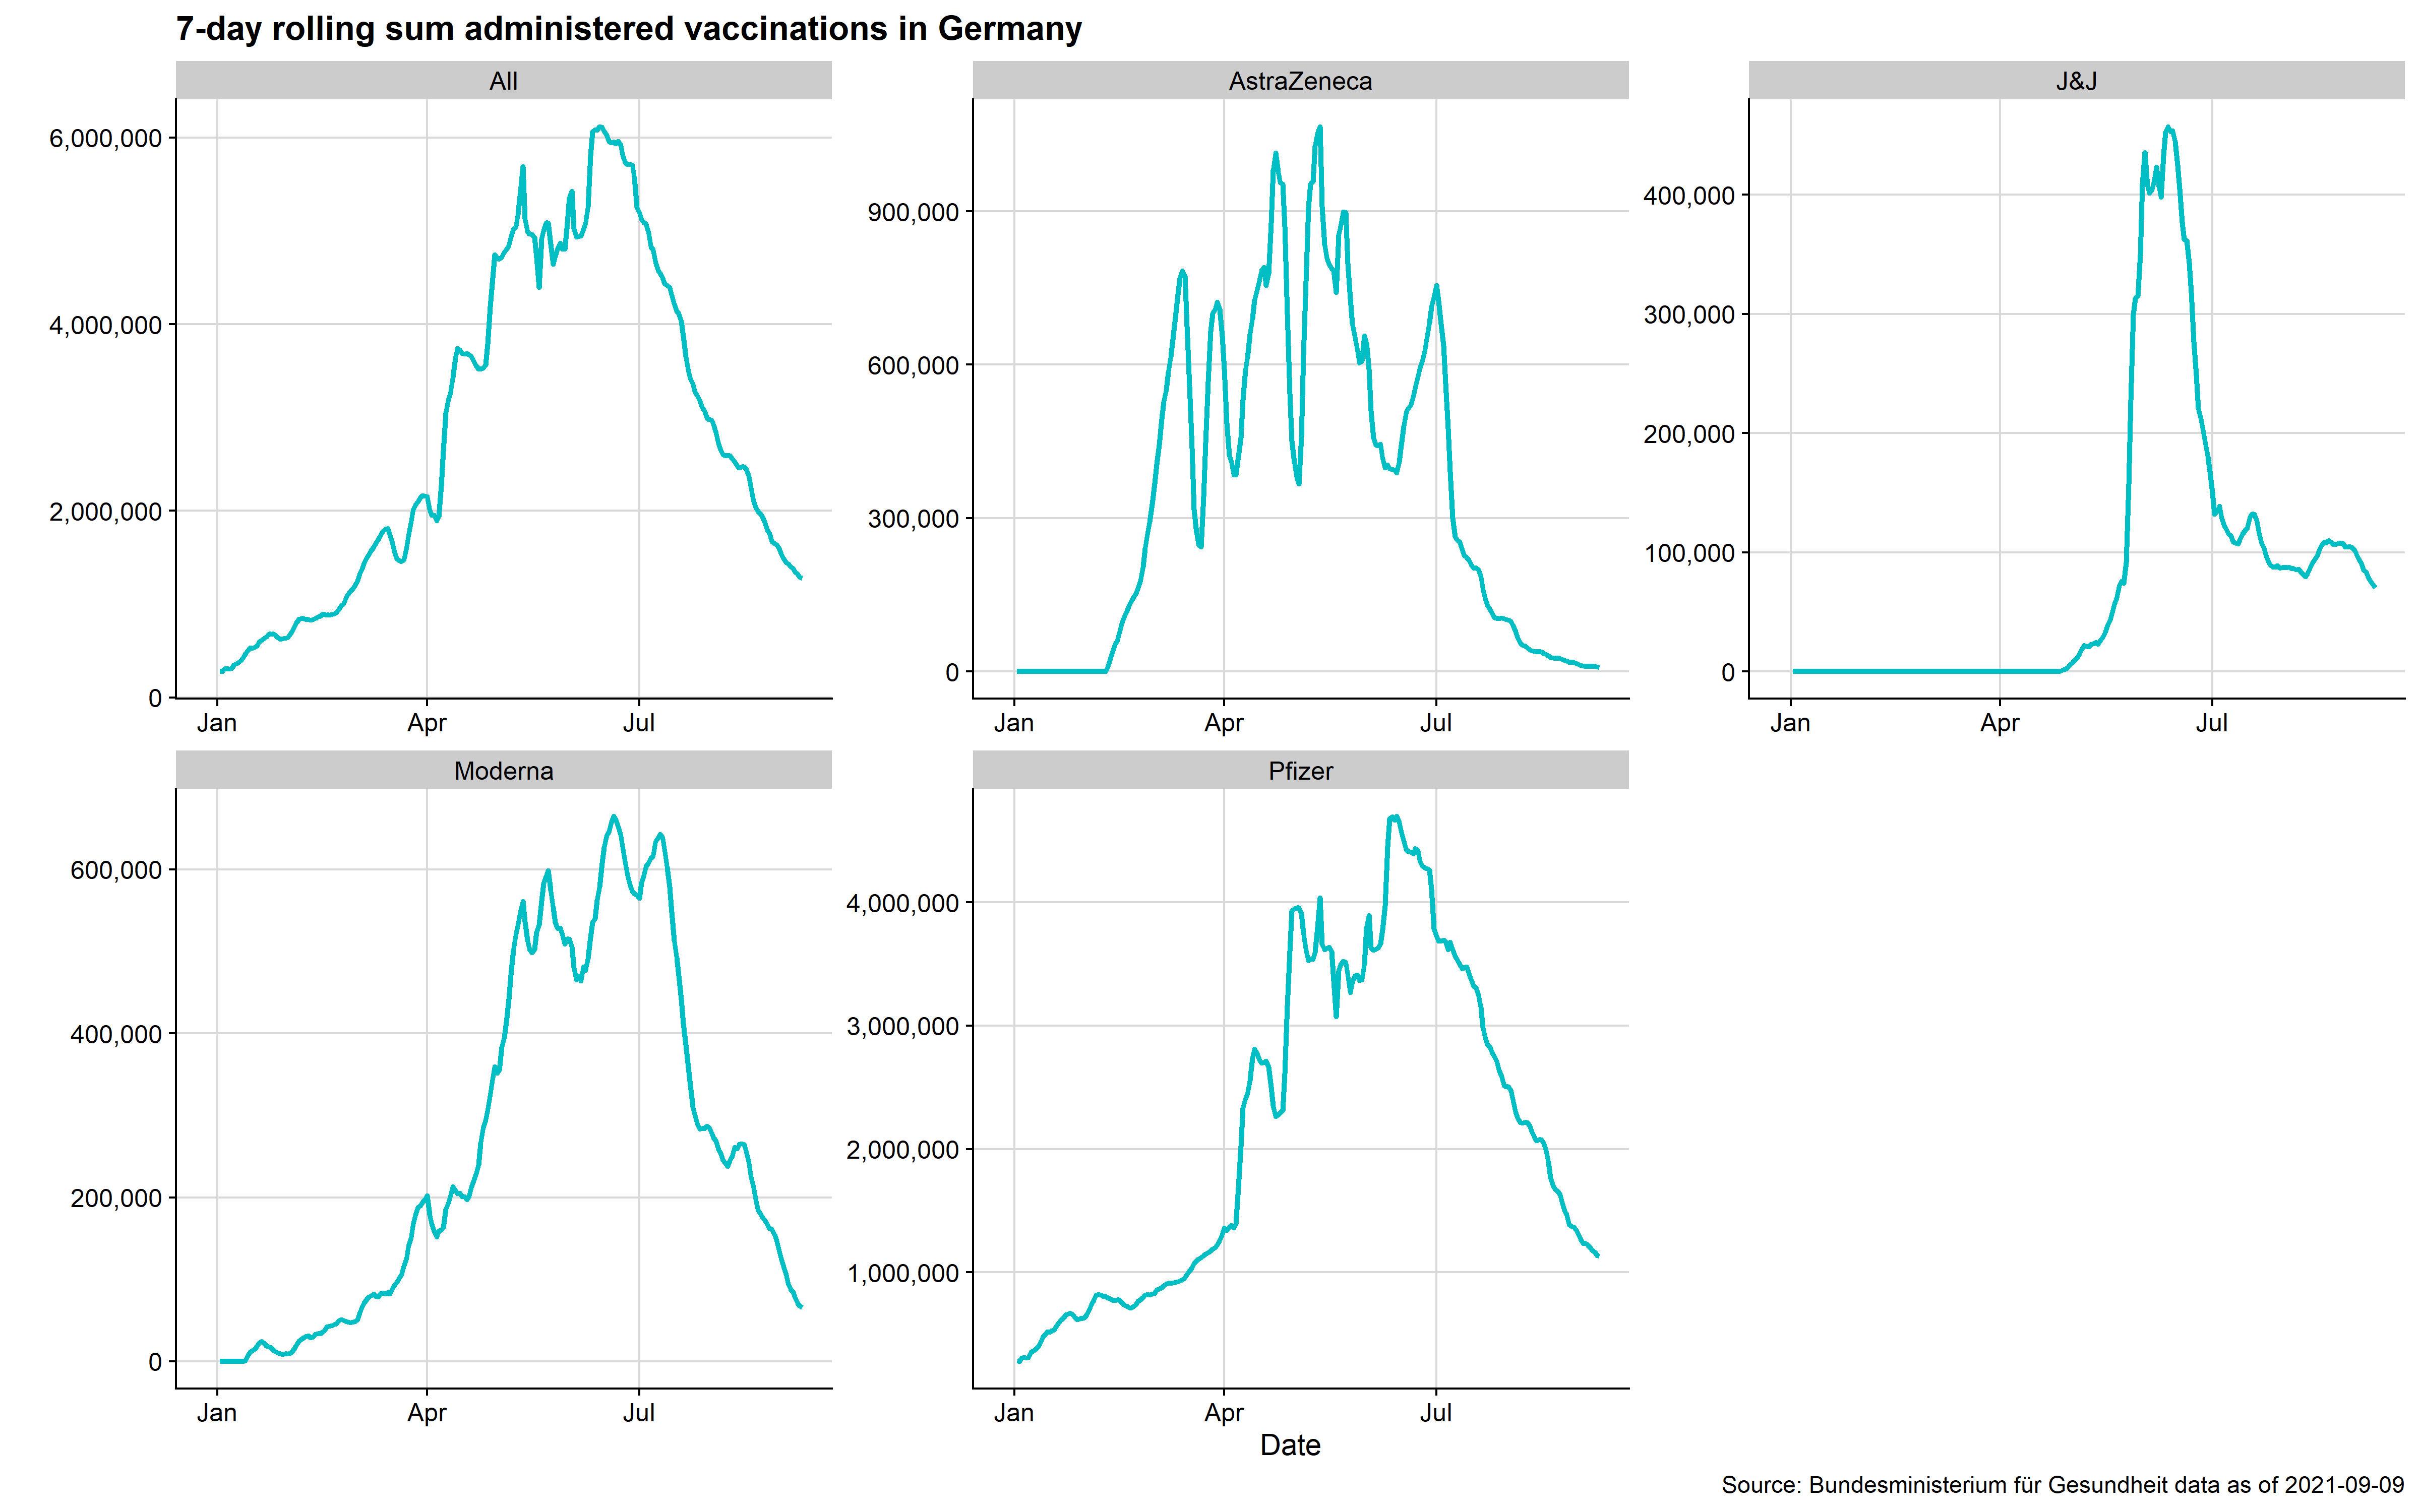 7-day rolling sum administered vaccinations in Germany
All
6,000,000
4,000,000
2,000,000
0
Jan Apr Jul
AstraZeneca
900,000
600,000
300,000
0
Jan Apr Jul
J&J
400,000
300,000
200,000
100,000
0
Jan Apr Jul
Moderna
600,000
400,000
200,000
0
Jan Apr Jul
Pfizer
4,000,000
3,000,000
2,000,000
1,000,000
Jan Apr Jul
Date
Source: Bundesministerium für Gesundheit data as of 2021-09-09